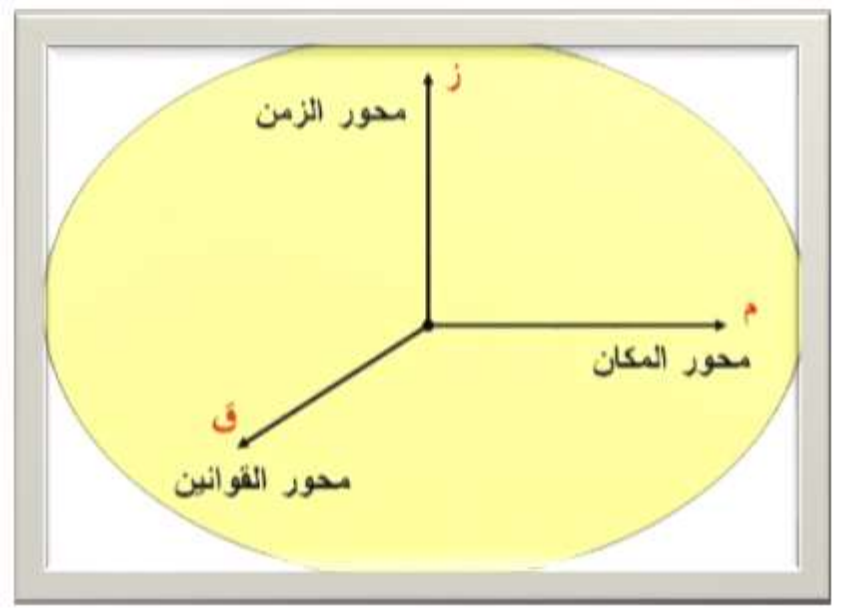 ز
محور الزمن
م
محور المكان
ق
محور القوانين